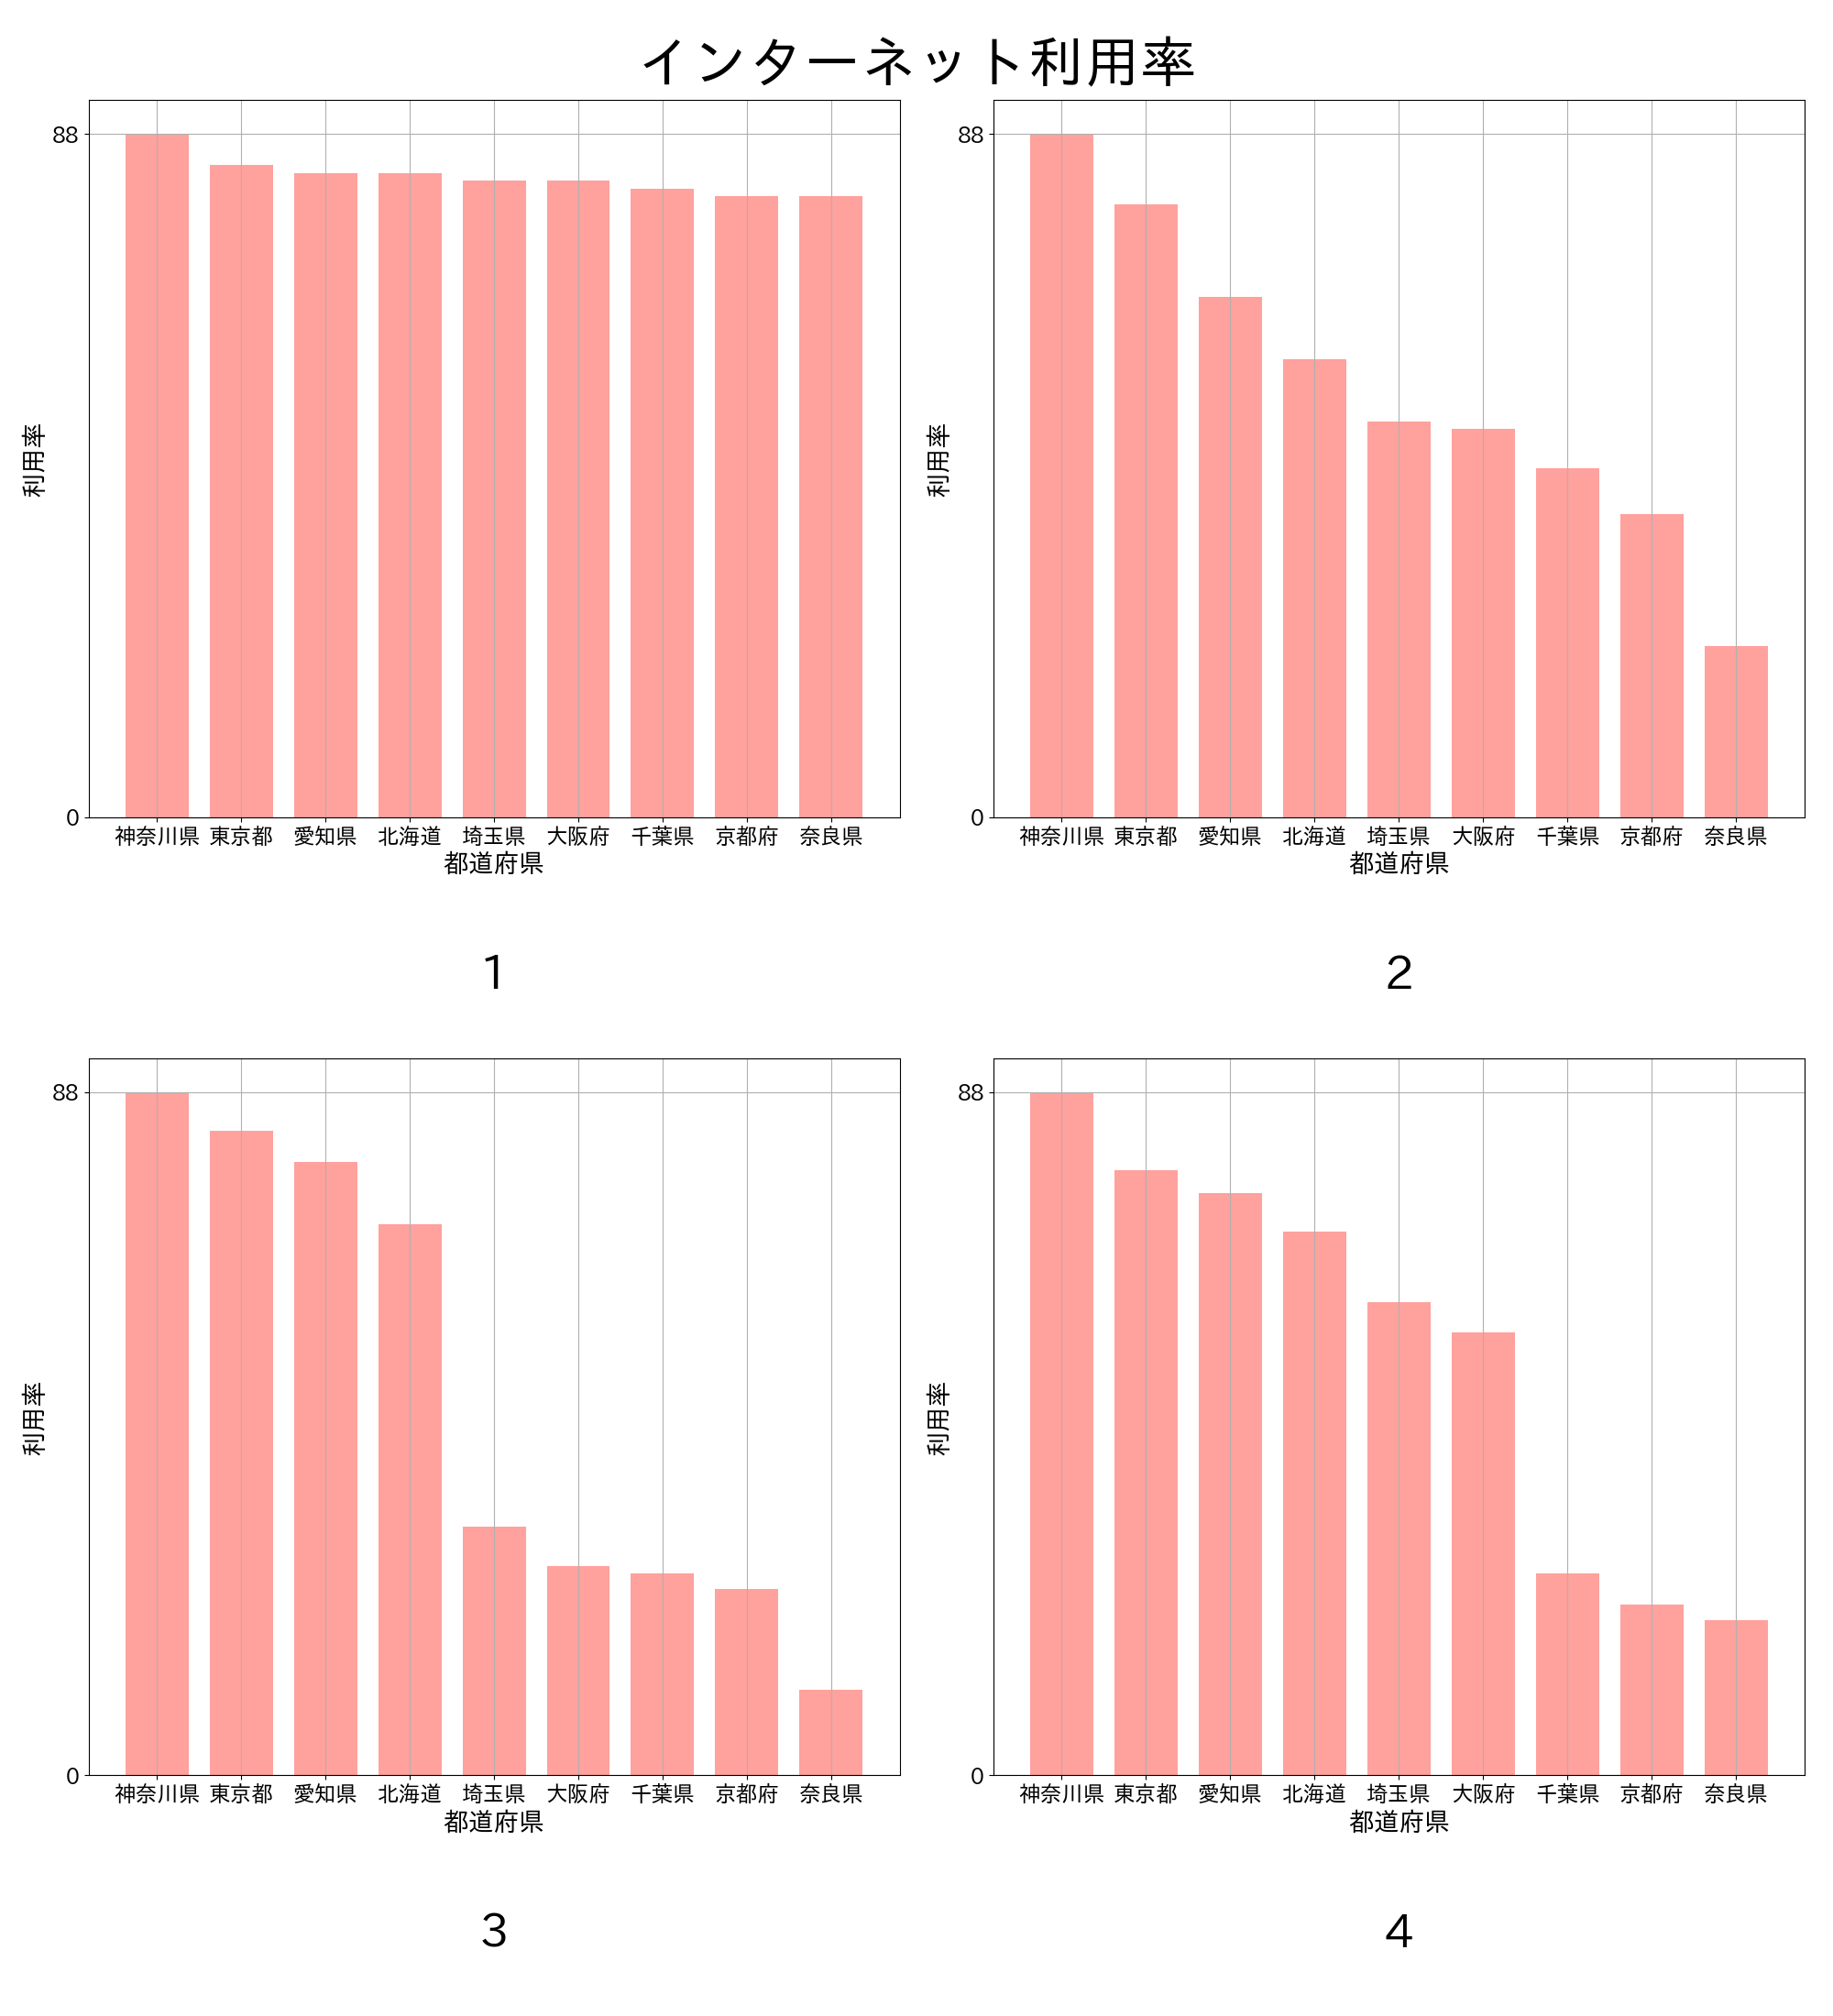 インターネット利用率
88
0
利用率
神奈川県 東京都 愛知県 北海道 埼玉県 大阪府 千葉県 京都府 奈良県
都道府県
1
88
0
利用率
神奈川県 東京都 愛知県 北海道 埼玉県 大阪府 千葉県 京都府 奈良県
都道府県
2
88
0
利用率
神奈川県 東京都 愛知県 北海道 埼玉県 大阪府 千葉県 京都府 奈良県
都道府県
3
88
0
利用率
神奈川県 東京都 愛知県 北海道 埼玉県 大阪府 千葉県 京都府 奈良県
都道府県
4